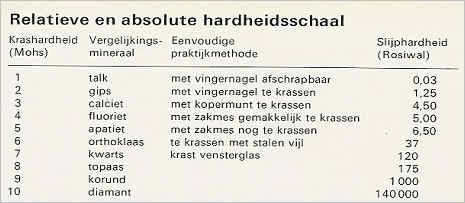 Relatieve en absolute hardheidsschaal
Krashardheid Vergelijkings- Eenvoudige Slijphardheid
(Mohs) mineraal praktijkmethode (Rosiwal)
1 talk met vingernagel afschrapbaar 0,03
2 gips met vingernagel te krassen 1,25
3 calciet met kopermunt te krassen 4,50
4 fluoriet met zakmes gemakkelijk te krassen 5,00
5 apatiet met zakmes nog te krassen 6,50
6 orthoklaas te krassen met stalen vijl 37
7 kwarts krast vensterglas 120
8 topaas 175
9 korund 1 000
10 diamant 140 000